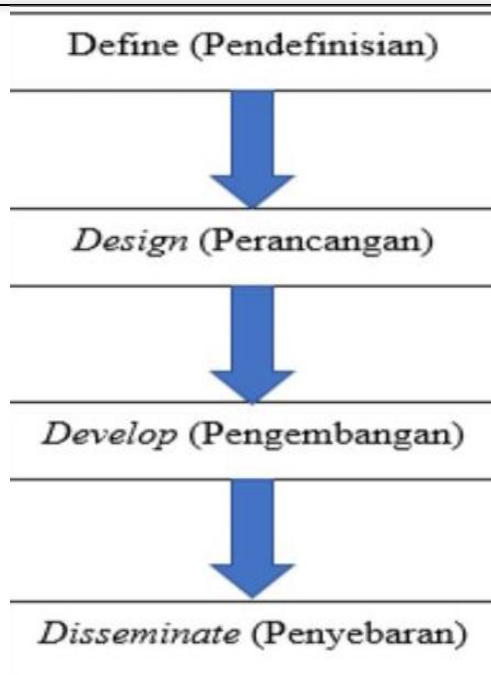 Define (Pendefinisian)
Design (Perancangan)
Develop (Pengembangan)
Disseminate (Penyebaran)